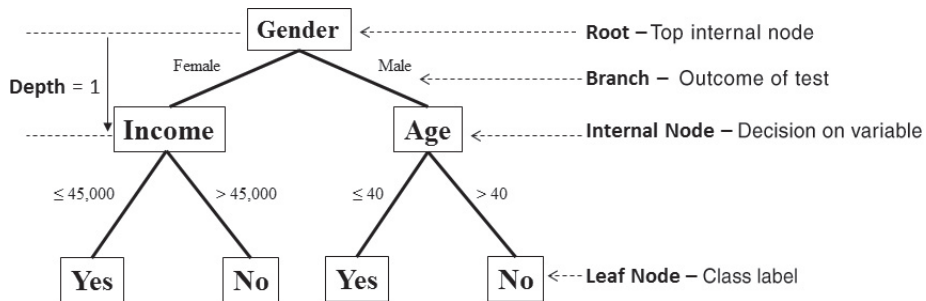 Gender
Root – Top internal node
Female
Male
Branch – Outcome of test
Depth = 1
Income
Age
Internal Node – Decision on variable
≤ 45,000
> 45,000
≤ 40
> 40
Yes
No
Yes
No
Leaf Node – Class label